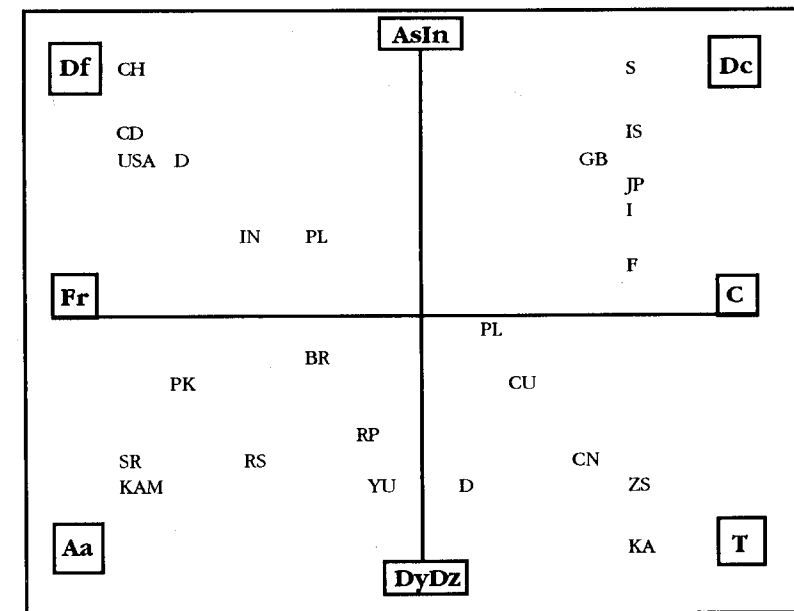 AsIn
Df CH S Dc
CD IS
USA D GB
JP
I
IN PL
F
Fr C
PL
BR
PK CU
RP
SR RS CN
KAM YU D ZS
Aa KA T
DyDz